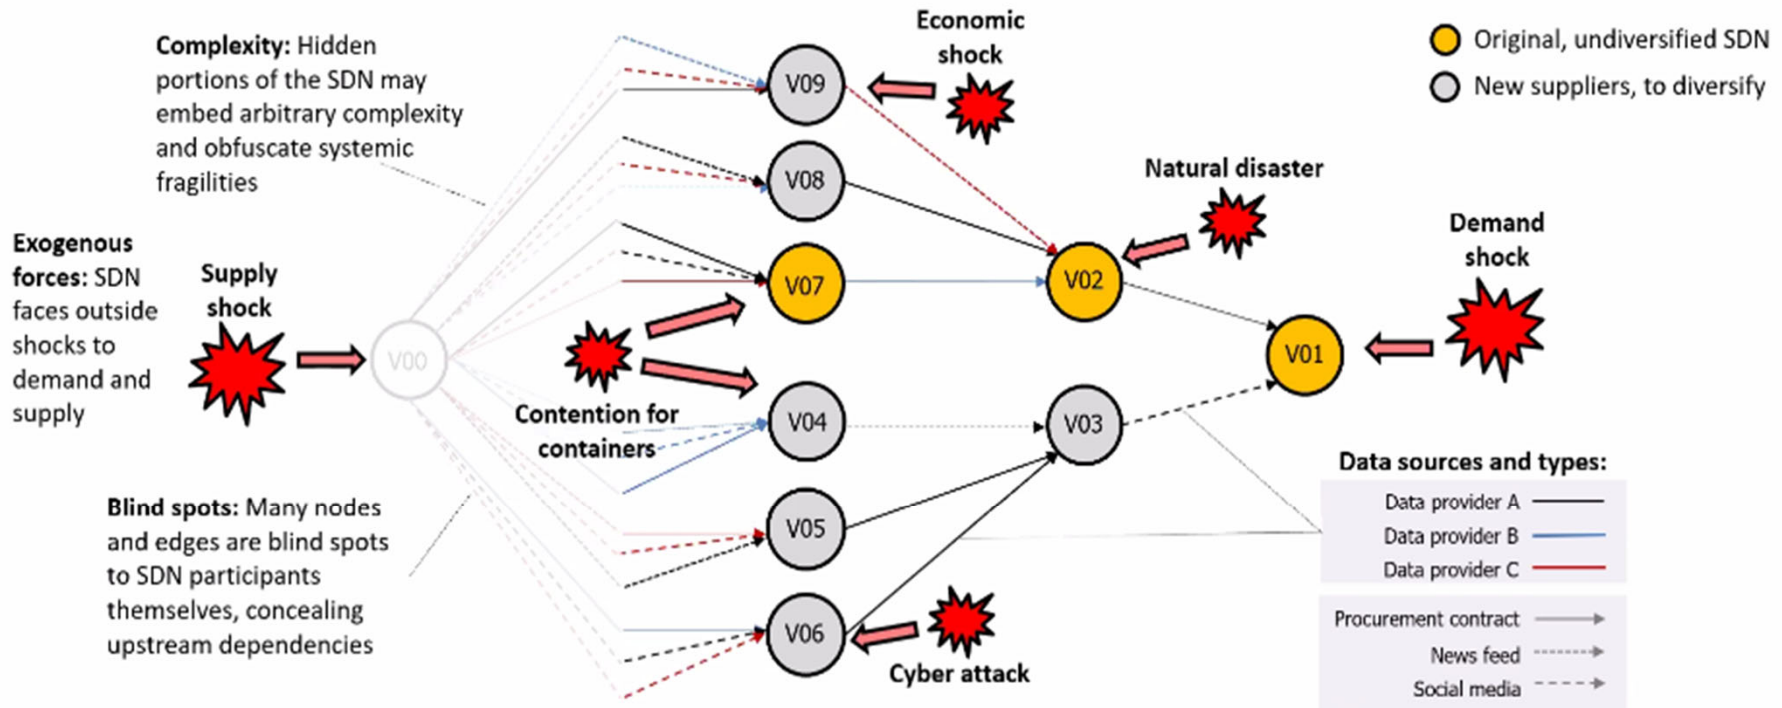 Economic
shock
Original, undiversified SDN
New suppliers, to diversify
Complexity: Hidden
portions of the SDN may
embed arbitrary complexity
and obfuscate systemic
fragilities
V09
V08
Natural disaster
Demand
shock
Exogenous
forces: SDN
faces outside
shocks to
demand and
supply
Supply
shock
V00
V07
V02
V01
Contention for
containers
V04
V03
Blind spots: Many nodes
and edges are blind spots
to SDN participants
themselves, concealing
upstream dependencies
V05
V06
Cyber attack
Data sources and types:
Data provider A
Data provider B
Data provider C
Procurement contract
News feed
Social media